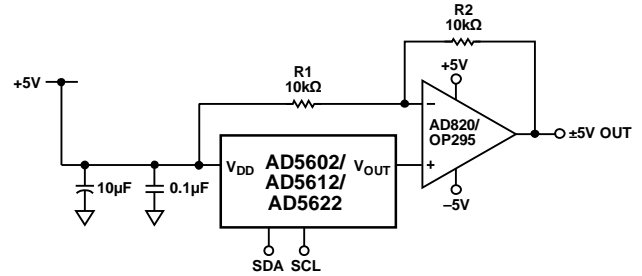 R2
10kΩ
+5V
R1
10kΩ
+5V
−
AD820/
OP295
±5V OUT
+
–5V
10µF
0.1µF
VDD
AD5602/
AD5612/
AD5622
VOUT
SDA SCL